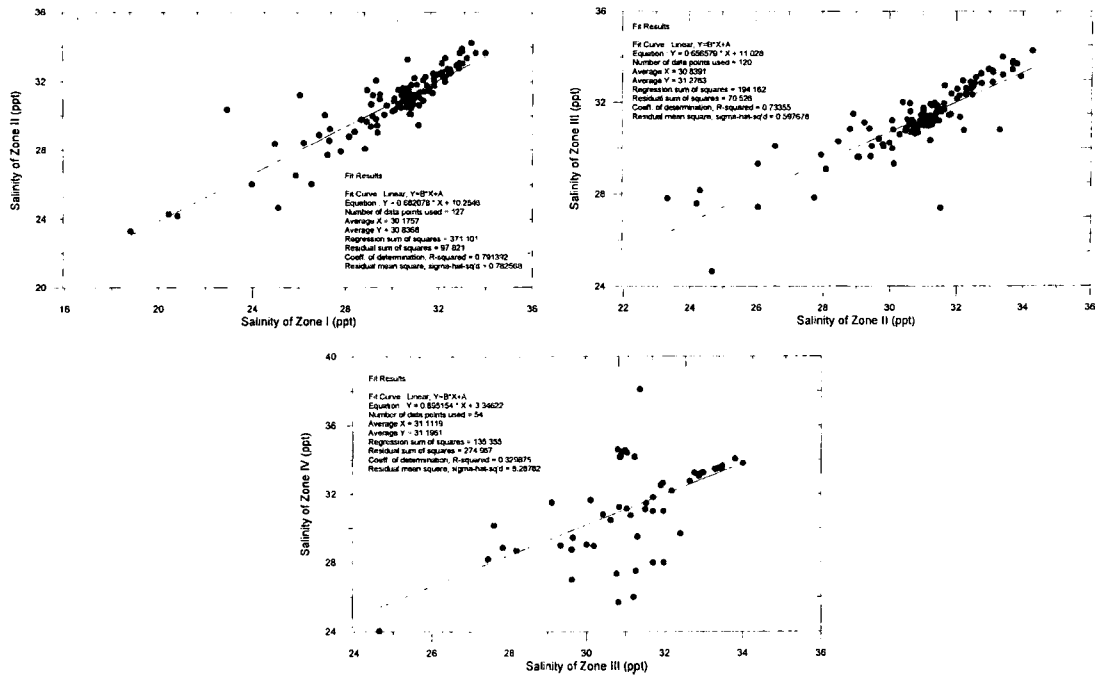 36
32
28
24
20
Salinity of Zone II (ppt)
Fit Results
Fit Curve : Linear, Y=B*X+A
Equation : Y = 0.682078 * X + 10.2546
Number of data points used = 127
Average X = 30.1757
Average Y = 30.8368
Regression sum of squares = 371.101
Residual sum of squares = 97.821
Coeff. of determination, R-squared = 0.791392
Residual mean square, sigma-hat-sq'd = 0.782568
16 20 24 28 32 36
Salinity of Zone I (ppt)
36
32
28
24
Salinity of Zone III (ppt)
Fit Results
Fit Curve : Linear, Y=B*X+A
Equation : Y = 0.656579 * X + 11.028
Number of data points used = 120
Average X = 30.8391
Average Y = 31.2763
Regression sum of squares = 194.162
Residual sum of squares = 70.526
Coeff. of determination, R-squared = 0.73355
Residual mean square, sigma-hat-sq'd = 0.597678
22 24 26 28 30 32 34 36
Salinity of Zone II (ppt)
40
36
32
28
24
Salinity of Zone IV (ppt)
Fit Results
Fit Curve : Linear, Y=B*X+A
Equation : Y = 0.895154 * X + 3.34622
Number of data points used = 54
Average X = 31.1119
Average Y = 31.1961
Regression sum of squares = 135.355
Residual sum of squares = 274.967
Coeff. of determination, R-squared = 0.329875
Residual mean square, sigma-hat-sq'd = 5.28782
24 26 28 30 32 34 36
Salinity of Zone III (ppt)